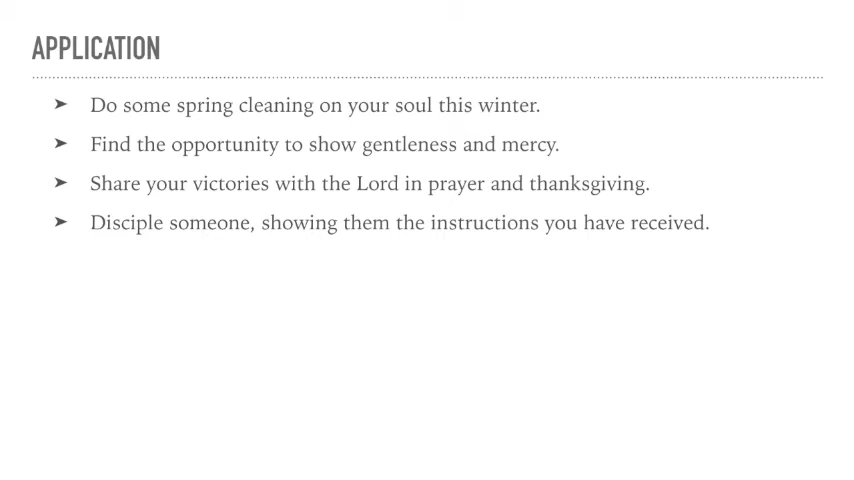 APPLICATION
➤ Do some spring cleaning on your soul this winter.
➤ Find the opportunity to show gentleness and mercy.
➤ Share your victories with the Lord in prayer and thanksgiving.
➤ Disciple someone, showing them the instructions you have received.